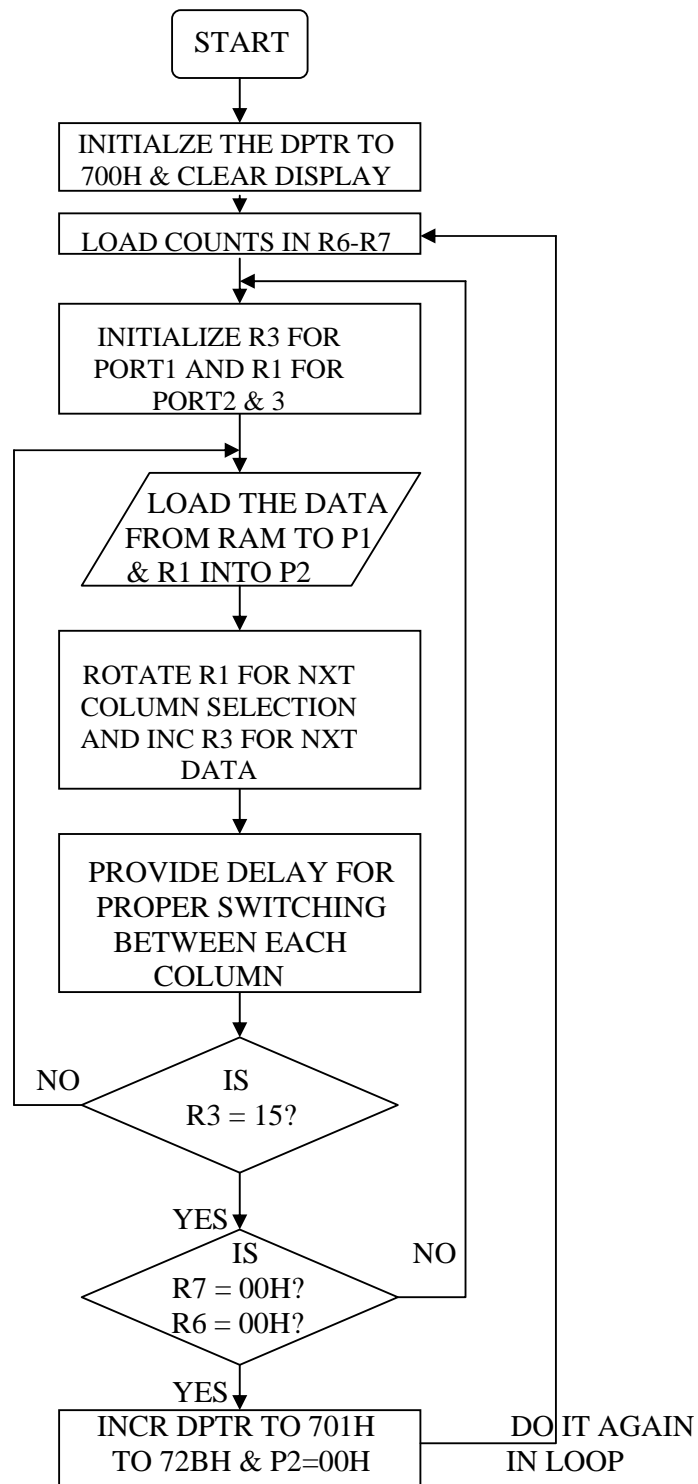 START
INITIALZE THE DPTR TO
700H & CLEAR DISPLAY
LOAD COUNTS IN R6-R7
INITIALIZE R3 FOR
PORT1 AND R1 FOR
PORT2 & 3
LOAD THE DATA
FROM RAM TO P1
& R1 INTO P2
ROTATE R1 FOR NXT
COLUMN SELECTION
AND INC R3 FOR NXT
DATA
PROVIDE DELAY FOR
PROPER SWITCHING
BETWEEN EACH
COLUMN
NO
IS
R3 = 15?
YES
IS
R7 = 00H?
R6 = 00H?
NO
YES
INCR DPTR TO 701H
TO 72BH & P2=00H
DO IT AGAIN
IN LOOP